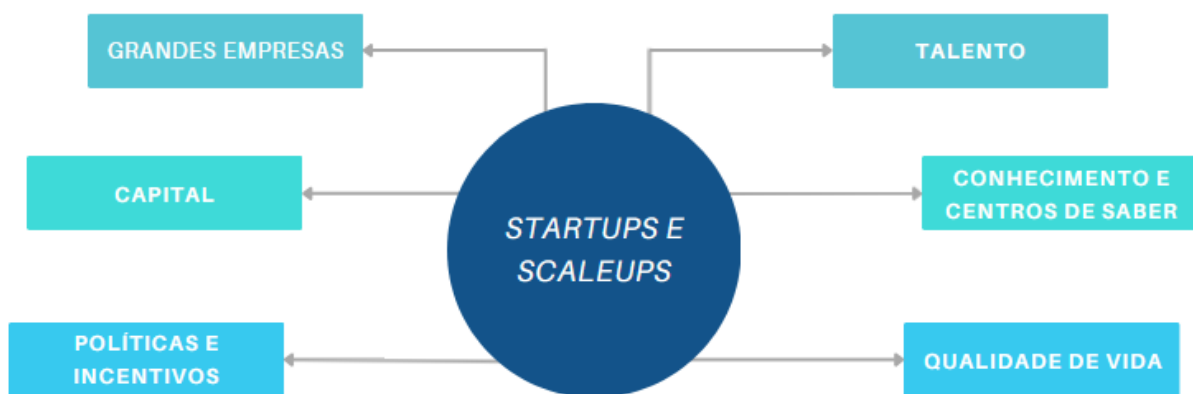 GRANDES EMPRESAS
TALENTO
CAPITAL
CONHECIMENTO E
CENTROS DE SABER
STARTUPS E
SCALEUPS
POLÍTICAS E
INCENTIVOS
QUALIDADE DE VIDA